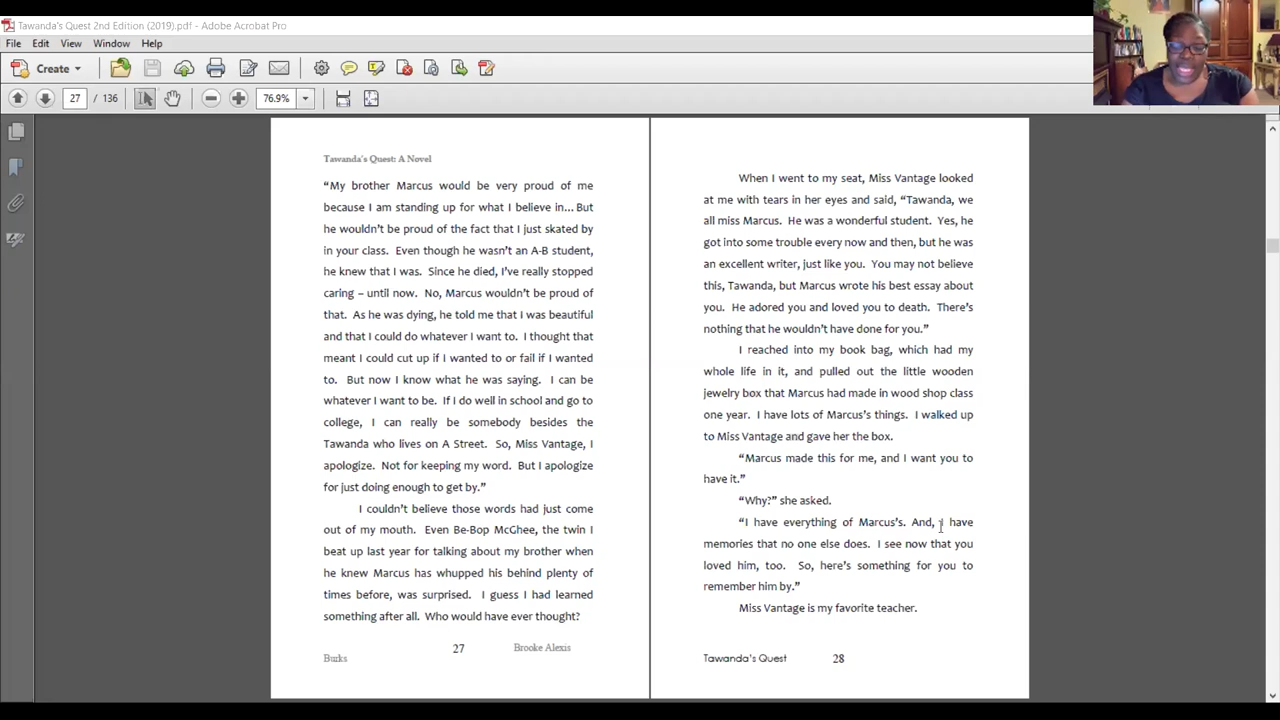 Tawanda's Quest 2nd Edition (2019).pdf - Adobe Acrobat Pro
File Edit View Window Help
Create
27 / 136 76.9%
Tawanda's Quest: A Novel
“My brother Marcus would be very proud of me
because I am standing up for what I believe in... But
he wouldn't be proud of the fact that I just skated by
in your class. Even though he wasn't an A-B student,
he knew that I was. Since he died, I've really stopped
caring – until now. No, Marcus wouldn't be proud of
that. As he was dying, he told me that I was beautiful
and that I could do whatever I want to. I thought that
meant I could cut up if I wanted to or fail if I wanted
to. But now I know what he was saying. I can be
whatever I want to be. If I do well in school and go to
college, I can really be somebody besides the
Tawanda who lives on A Street. So, Miss Vantage, I
apologize. Not for keeping my word. But I apologize
for just doing enough to get by.”
I couldn't believe those words had just come
out of my mouth. Even Be-Bop McGhee, the twin I
beat up last year for talking about my brother when
he knew Marcus has whupped his behind plenty of
times before, was surprised. I guess I had learned
something after all. Who would have ever thought?
27 Brooke Alexis
Burks
When I went to my seat, Miss Vantage looked
at me with tears in her eyes and said, “Tawanda, we
all miss Marcus. He was a wonderful student. Yes, he
got into some trouble every now and then, but he was
an excellent writer, just like you. You may not believe
this, Tawanda, but Marcus wrote his best essay about
you. He adored you and loved you to death. There's
nothing that he wouldn't have done for you.”
I reached into my book bag, which had my
whole life in it, and pulled out the little wooden
jewelry box that Marcus had made in wood shop class
one year. I have lots of Marcus's things. I walked up
to Miss Vantage and gave her the box.
“Marcus made this for me, and I want you to
have it.”
“Why?” she asked.
“I have everything of Marcus's. And, I have
memories that no one else does. I see now that you
loved him, too. So, here's something for you to
remember him by.”
Miss Vantage is my favorite teacher.
Tawanda's Quest 28